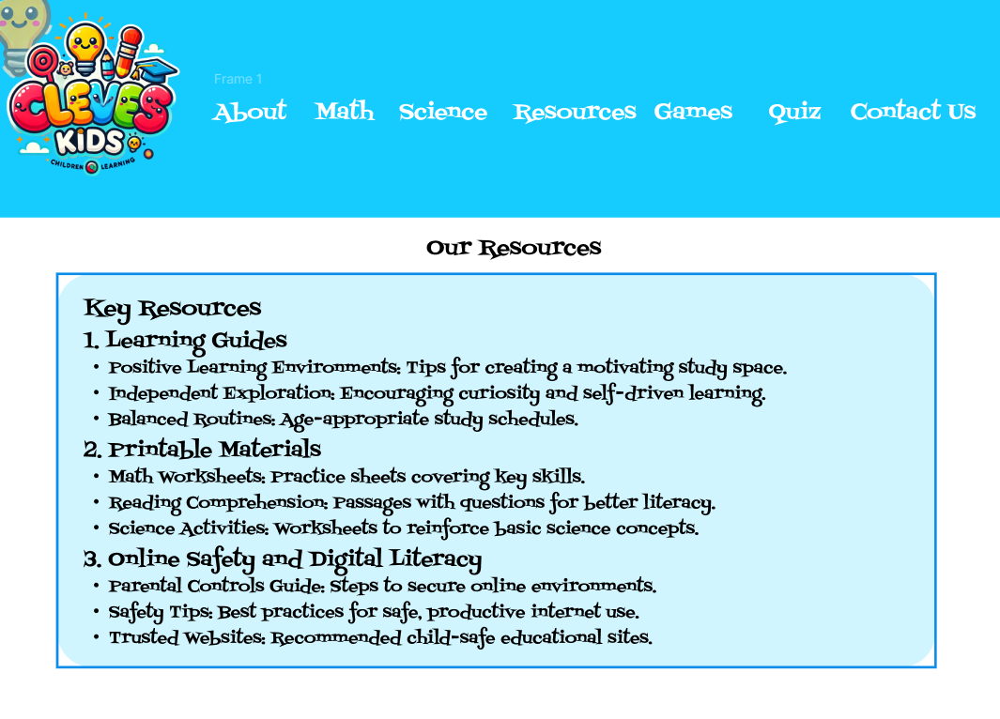 CLEVES
KIDS
CHILDREN LEARNING
Frame 1
About Math Science Resources Games Quiz Contact Us
Our Resources
Key Resources
1. Learning Guides
• Positive Learning Environments: Tips for creating a motivating study space.
• Independent Exploration: Encouraging curiosity and self-driven learning.
• Balanced Routines: Age-appropriate study schedules.
2. Printable Materials
• Math Worksheets: Practice sheets covering key skills.
• Reading Comprehension: Passages with questions for better literacy.
• Science Activities: Worksheets to reinforce basic science concepts.
3. Online Safety and Digital Literacy
• Parental Controls Guide: Steps to secure online environments.
• Safety Tips: Best practices for safe, productive internet use.
• Trusted Websites: Recommended child-safe educational sites.